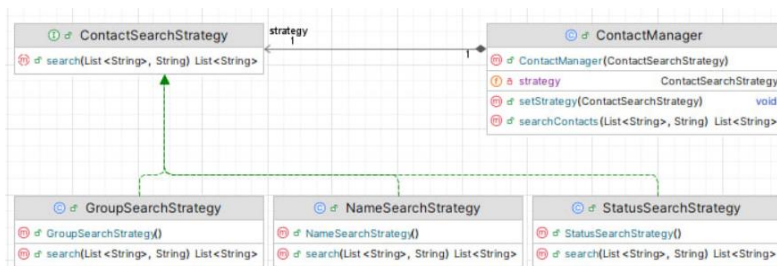 ContactSearchStrategy
search(List<String>, String) List<String>
strategy
1
1
ContactManager
ContactManager(ContactSearchStrategy)
strategy ContactSearchStrategy
setStrategy(ContactSearchStrategy) void
searchContacts(List<String>, String) List<String>
GroupSearchStrategy
GroupSearchStrategy()
search(List<String>, String) List<String>
NameSearchStrategy
NameSearchStrategy()
search(List<String>, String) List<String>
StatusSearchStrategy
StatusSearchStrategy()
search(List<String>, String) List<String>